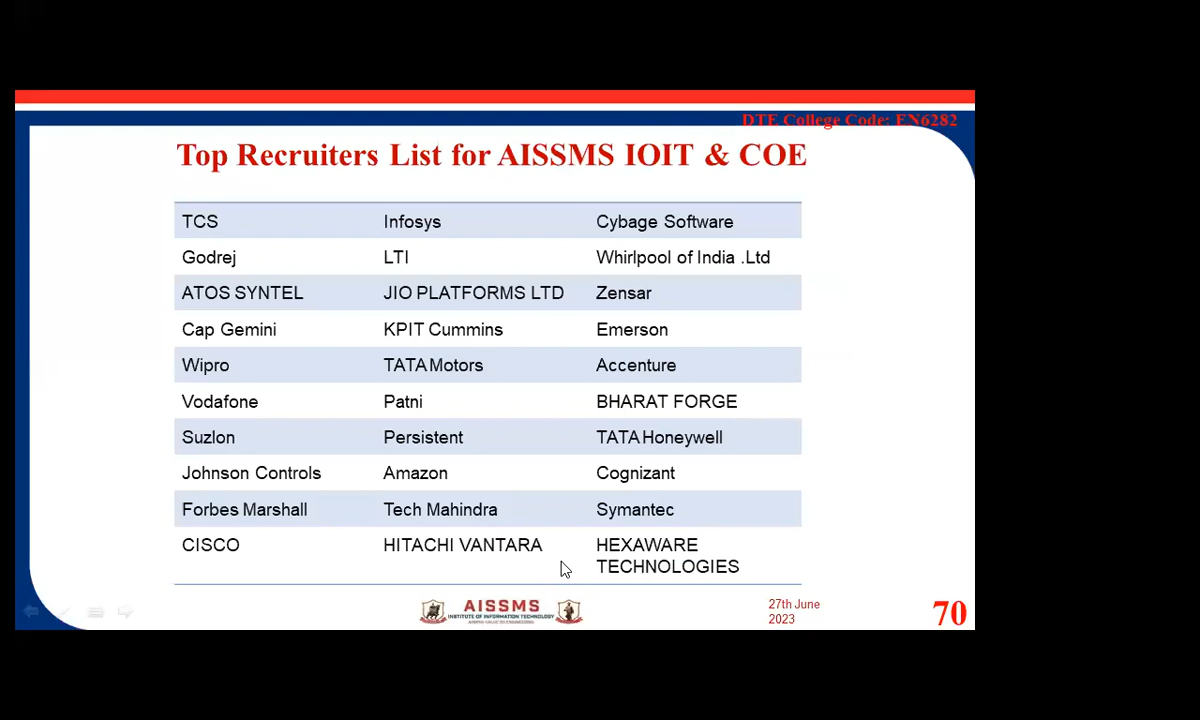 DTE College Code: EN6282
Top Recruiters List for AISSMS IOIT & COE
TCS Infosys Cybage Software
Godrej LTI Whirlpool of India .Ltd
ATOS SYNTEL JIO PLATFORMS LTD Zensar
Cap Gemini KPIT Cummins Emerson
Wipro TATA Motors Accenture
Vodafone Patni BHARAT FORGE
Suzlon Persistent TATA Honeywell
Johnson Controls Amazon Cognizant
Forbes Marshall Tech Mahindra Symantec
CISCO HITACHI VANTARA HEXAWARE
TECHNOLOGIES
AISSMS
INSTITUTE OF INFORMATION TECHNOLOGY
27th June
2023
70